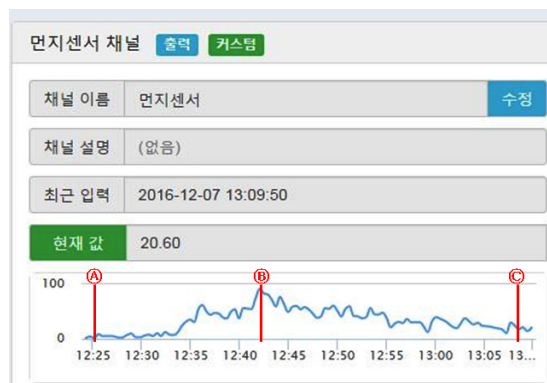 먼지센서 채널 출력 커스텀
채널 이름 먼지센서 수정
채널 설명 (없음)
최근 입력 2016-12-07 13:09:50
현재 값 20.60
Ⓐ Ⓑ Ⓒ
100
0
12:25 12:30 12:35 12:40 12:45 12:50 12:55 13:00 13:05 13...